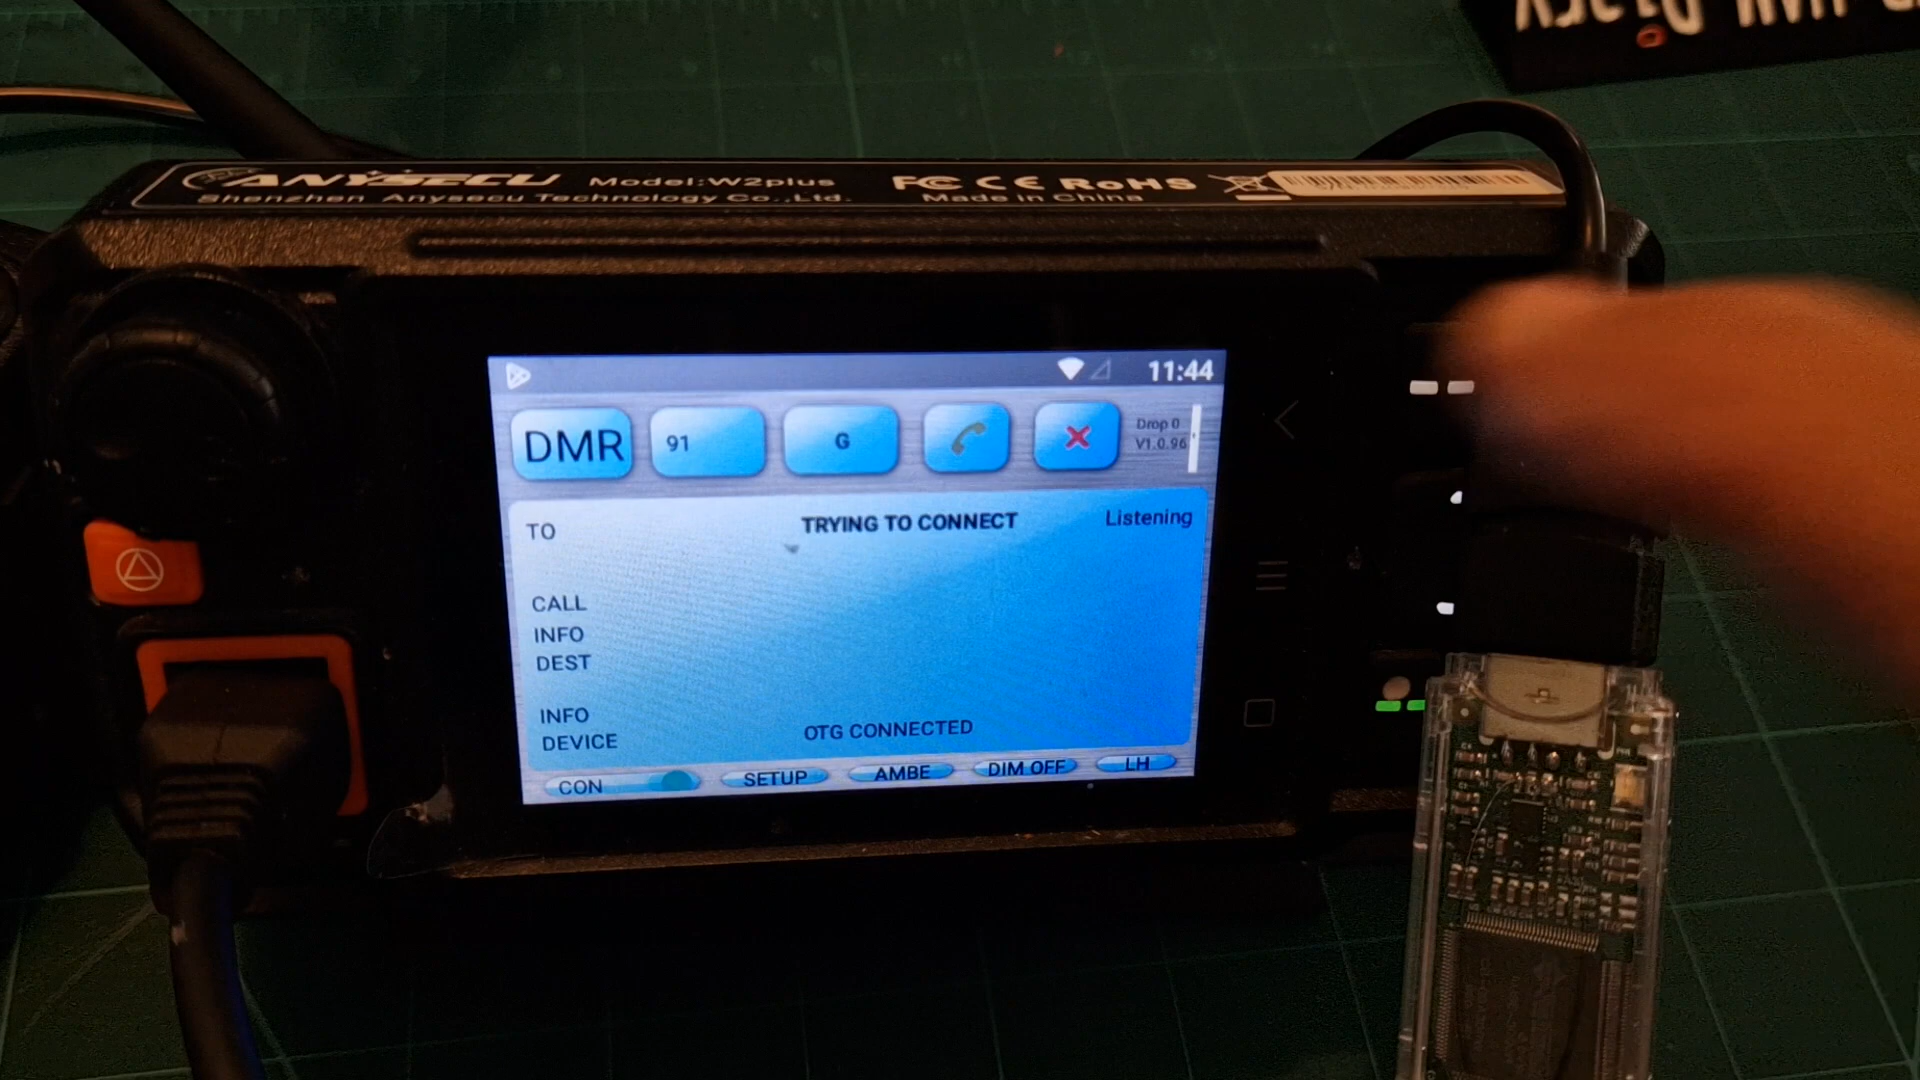 ANYSECU Model:W2plus FC CE RoHS
Shenzhen Anysecu Technology Co.,Ltd. Made in China
11:44
DMR 91 G Drop 0
V1.0.96
TO TRYING TO CONNECT Listening
CALL
INFO
DEST
INFO
DEVICE OTG CONNECTED
CON SETUP AMBE DIM OFF LH